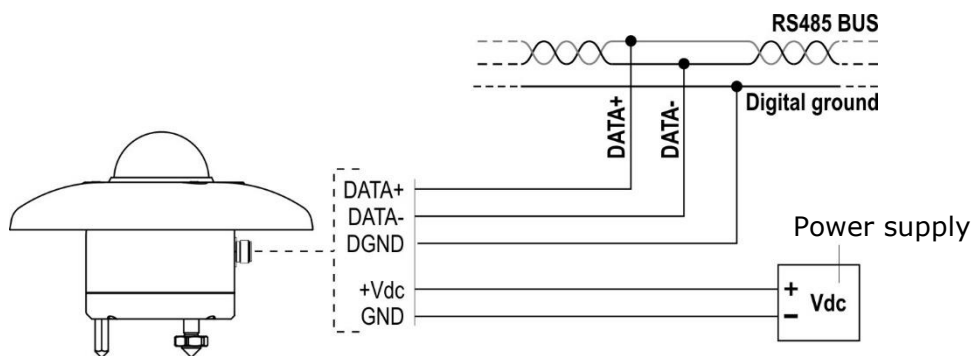 RS485 BUS
Digital ground
DATA+
DATA-
DATA+
DATA-
DGND
+Vdc
GND
Power supply
+
Vdc
−